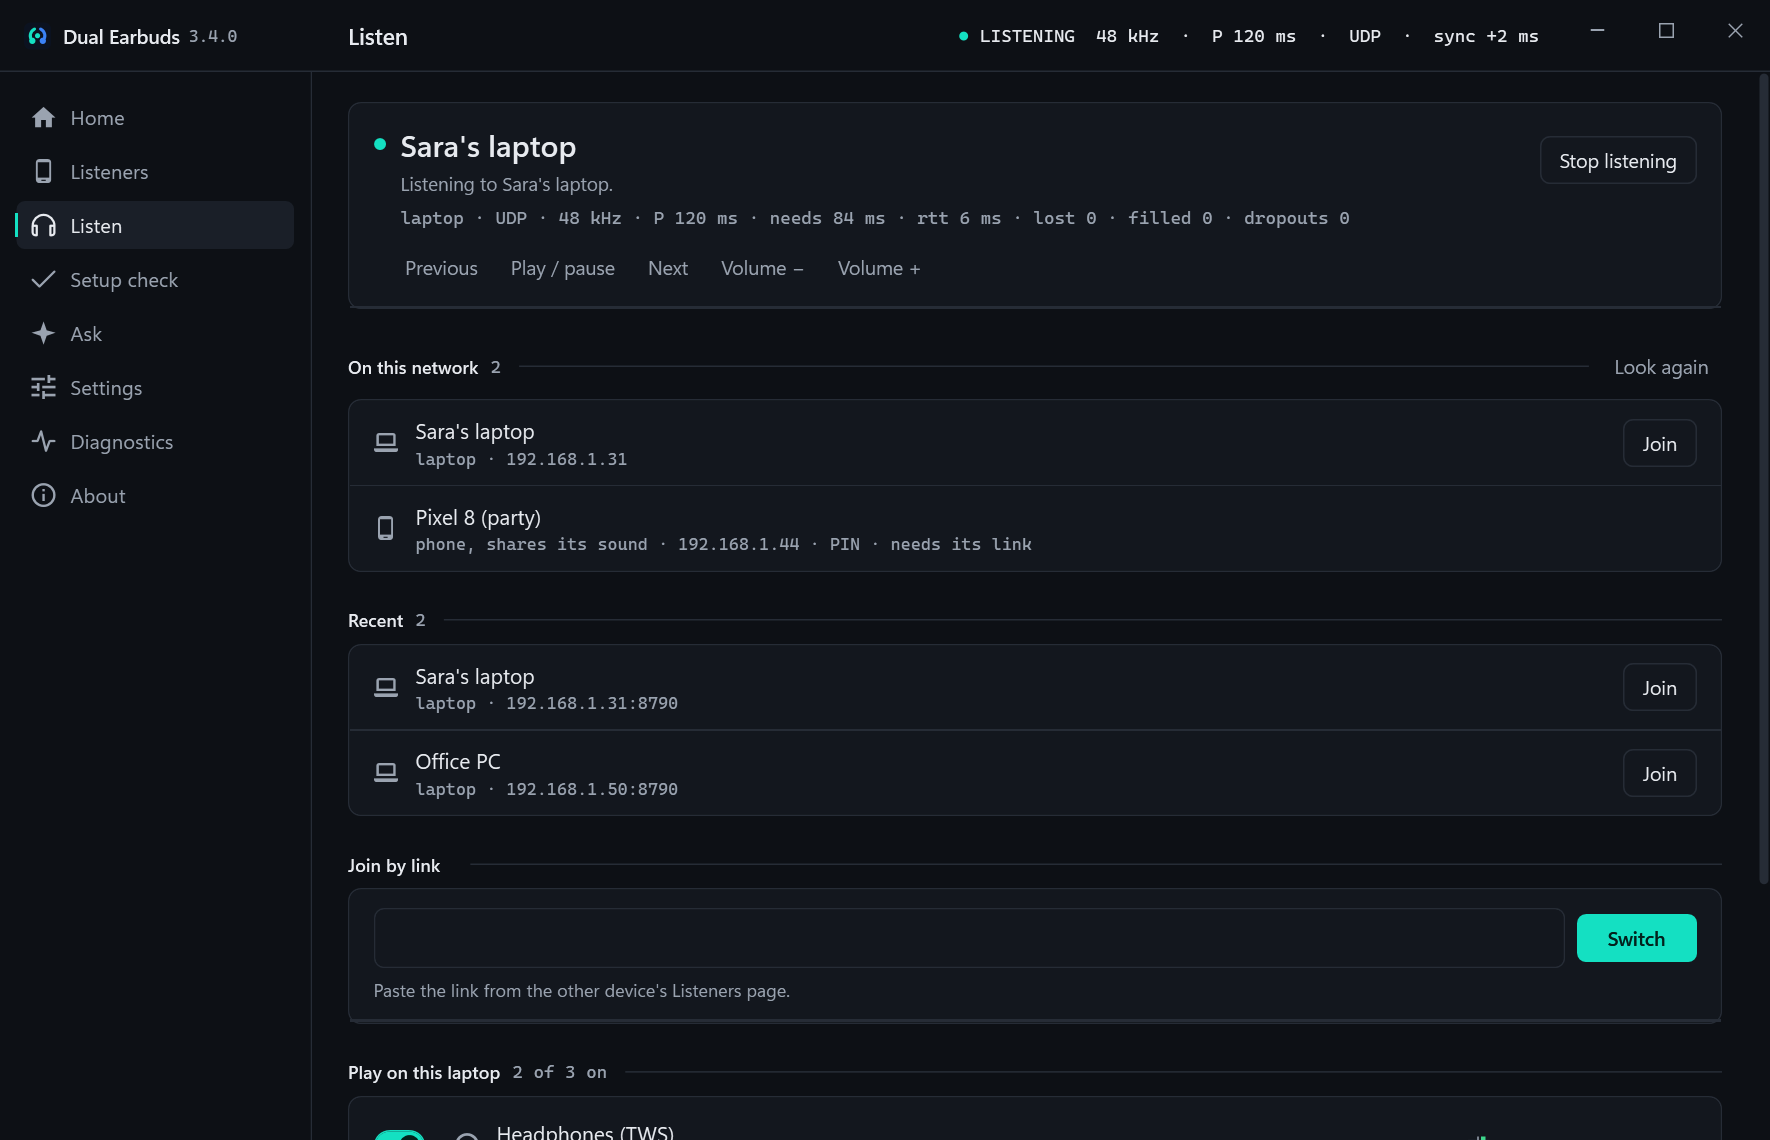 Dual Earbuds 3.4.0
Listen
LISTENING 48 kHz · P 120 ms · UDP · sync +2 ms
Home
Listeners
Listen
Setup check
Ask
Settings
Diagnostics
About
Sara's laptop
Listening to Sara's laptop.
laptop · UDP · 48 kHz · P 120 ms · needs 84 ms · rtt 6 ms · lost 0 · filled 0 · dropouts 0
Stop listening
Previous Play / pause Next Volume − Volume +
On this network 2
Look again
Sara's laptop
laptop · 192.168.1.31
Join
Pixel 8 (party)
phone, shares its sound · 192.168.1.44 · PIN · needs its link
Recent 2
Sara's laptop
laptop · 192.168.1.31:8790
Join
Office PC
laptop · 192.168.1.50:8790
Join
Join by link
Switch
Paste the link from the other device's Listeners page.
Play on this laptop 2 of 3 on
Headphones (TWS)